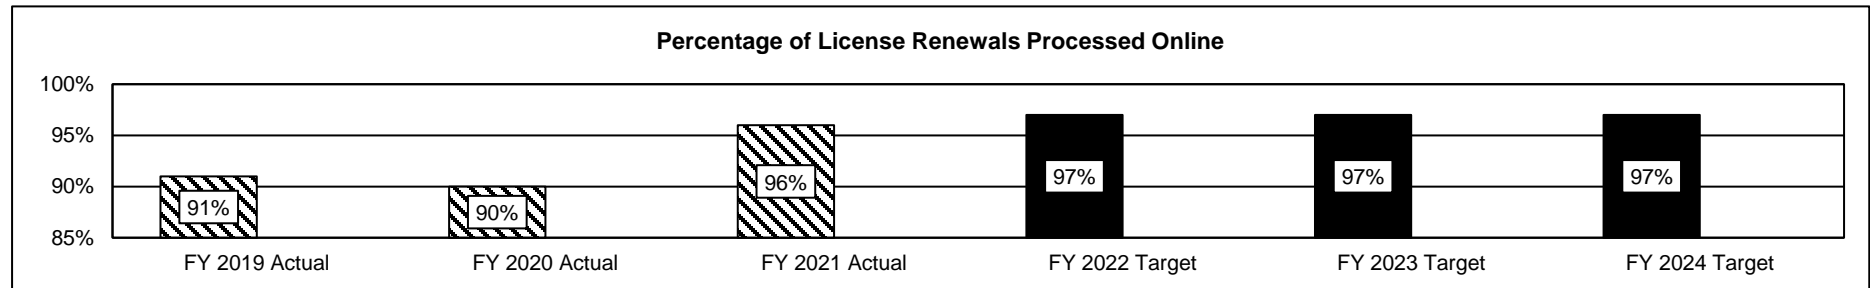 Percentage of License Renewals Processed Online
100%
95%
90%
85%
91%
90%
96%
97%
97%
97%
FY 2019 Actual
FY 2020 Actual
FY 2021 Actual
FY 2022 Target
FY 2023 Target
FY 2024 Target